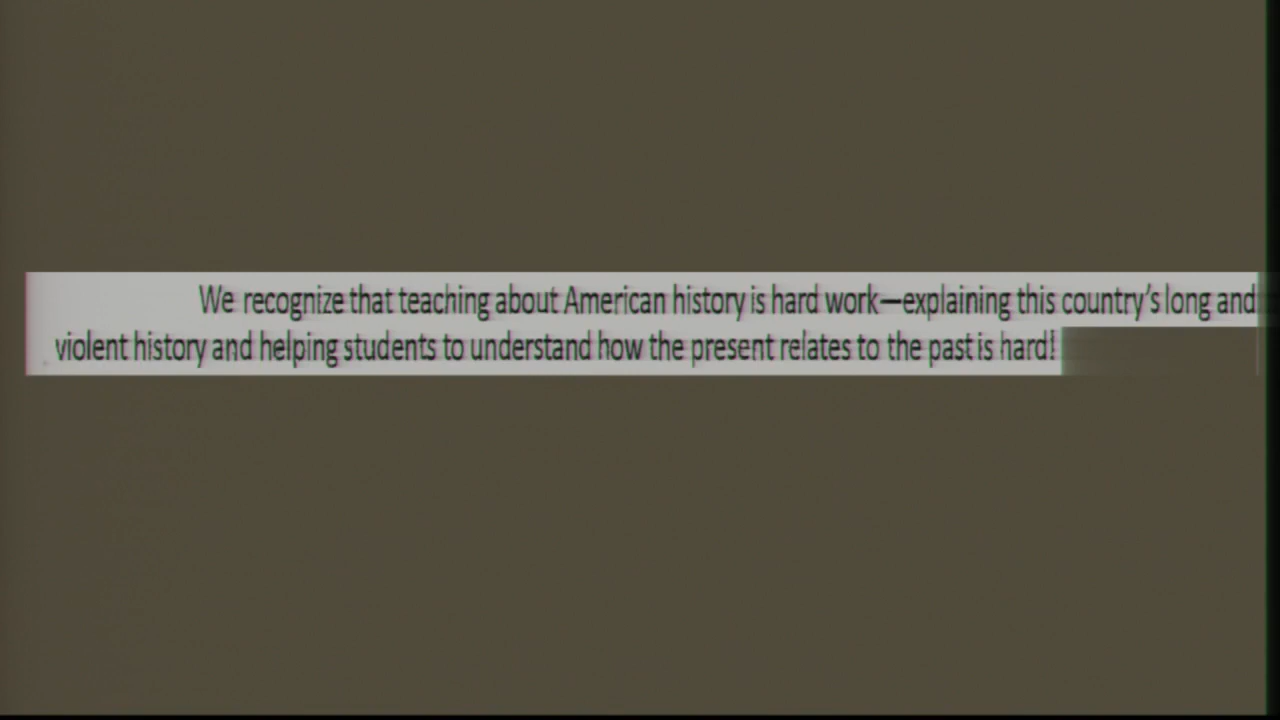 We recognize that teaching about American history is hard work—explaining this country's long and
violent history and helping students to understand how the present relates to the past is hard!